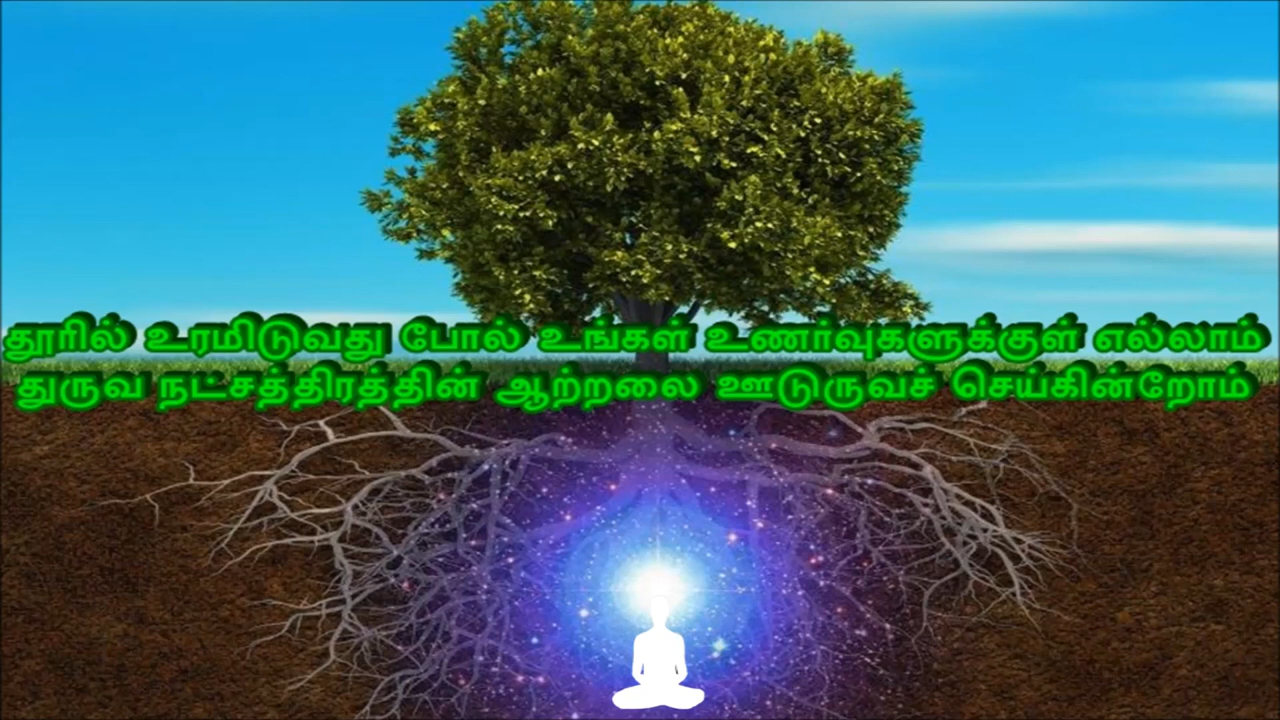 தூரில் உரமிடுவது போல் உங்கள் உணர்வுகளுக்குள் எல்லாம்
துருவ நட்சத்திரத்தின் ஆற்றலை ஊடுருவச் செய்கின்றோம்